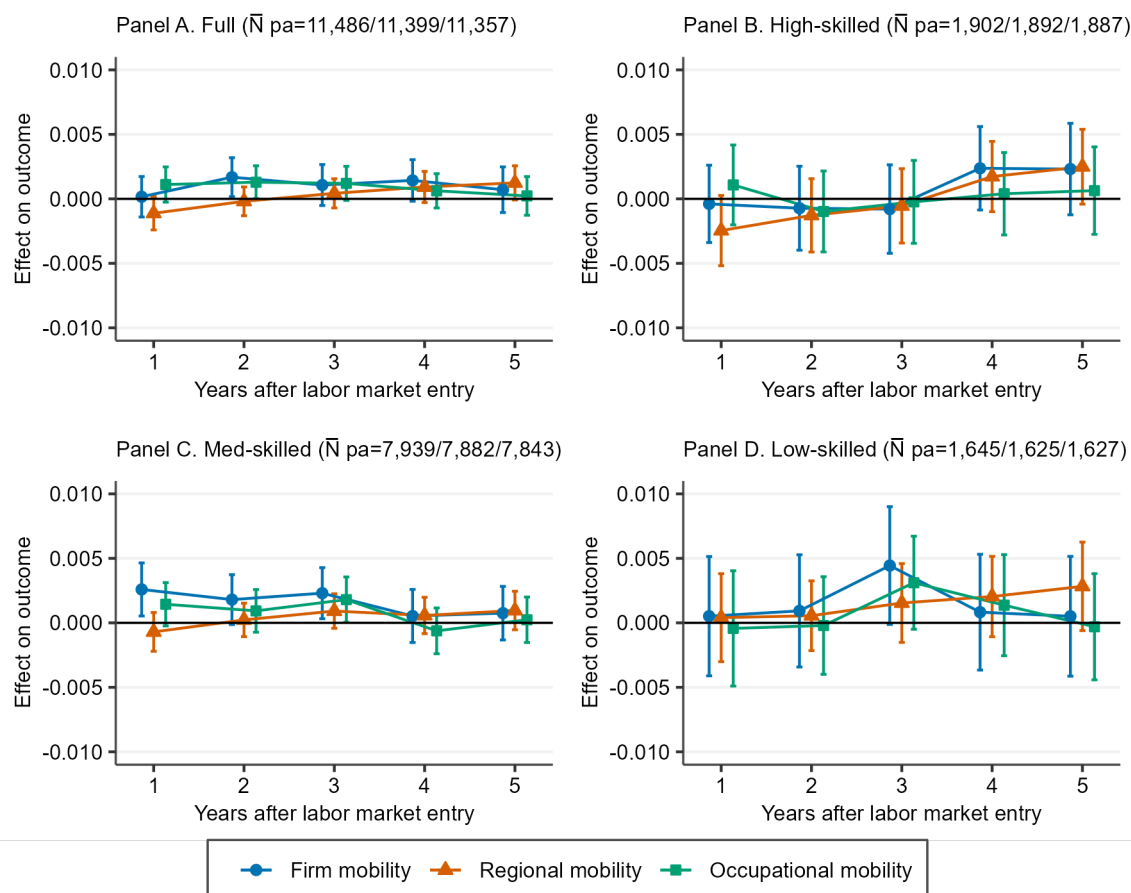 Panel A. Full (N̅ pa=11,486/11,399/11,357)
0.010
0.005
0.000
-0.005
-0.010
Effect on outcome
1 2 3 4 5
Years after labor market entry
Panel B. High-skilled (N̅ pa=1,902/1,892/1,887)
0.010
0.005
0.000
-0.005
-0.010
Effect on outcome
1 2 3 4 5
Years after labor market entry
Panel C. Med-skilled (N̅ pa=7,939/7,882/7,843)
0.010
0.005
0.000
-0.005
-0.010
Effect on outcome
1 2 3 4 5
Years after labor market entry
Panel D. Low-skilled (N̅ pa=1,645/1,625/1,627)
0.010
0.005
0.000
-0.005
-0.010
Effect on outcome
1 2 3 4 5
Years after labor market entry
Firm mobility Regional mobility Occupational mobility